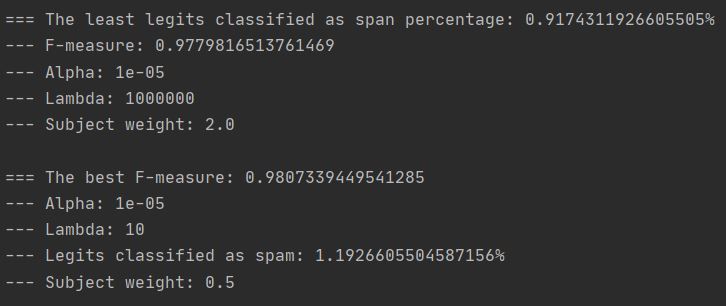 === The least legits classified as span percentage: 0.9174311926605505%
--- F-measure: 0.9779816513761469
--- Alpha: 1e-05
--- Lambda: 1000000
--- Subject weight: 2.0
=== The best F-measure: 0.9807339449541285
--- Alpha: 1e-05
--- Lambda: 10
--- Legits classified as spam: 1.1926605504587156%
--- Subject weight: 0.5